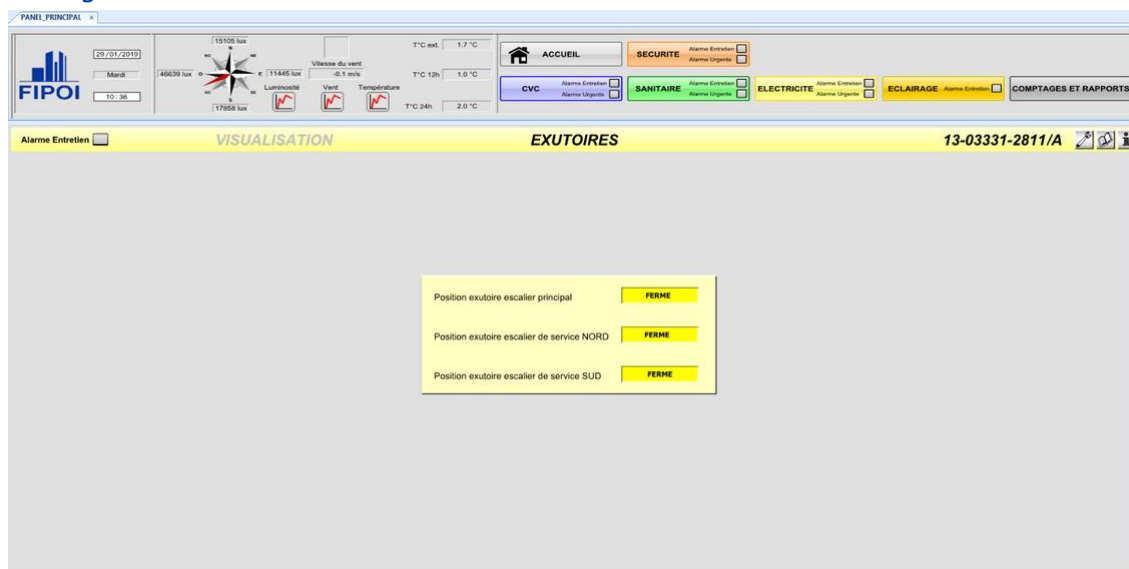 PANEL_PRINCIPAL ×
FIPOI
29/01/2019
Mardi
10: 36
15105 lux
N
NO
NE
46639 lux
O
E
11445 lux
SO
SE
S
17658 lux
Luminosité
Vitesse du vent
-0.1 m/s
Vent
Température
T°C ext. 1.7 °C
T°C 12h 1.0 °C
T°C 24h 2.0 °C
ACCUEIL
SECURITE
Alarme Entretien
Alarme Urgente
CVC
Alarme Entretien
Alarme Urgente
SANITAIRE
Alarme Entretien
Alarme Urgente
ELECTRICITE
Alarme Entretien
Alarme Urgente
ECLAIRAGE Alarme Entretien
COMPTAGES ET RAPPORTS
Alarme Entretien
VISUALISATION
EXUTOIRES
13-03331-2811/A
Position exutoire escalier principal FERME
Position exutoire escalier de service NORD FERME
Position exutoire escalier de service SUD FERME